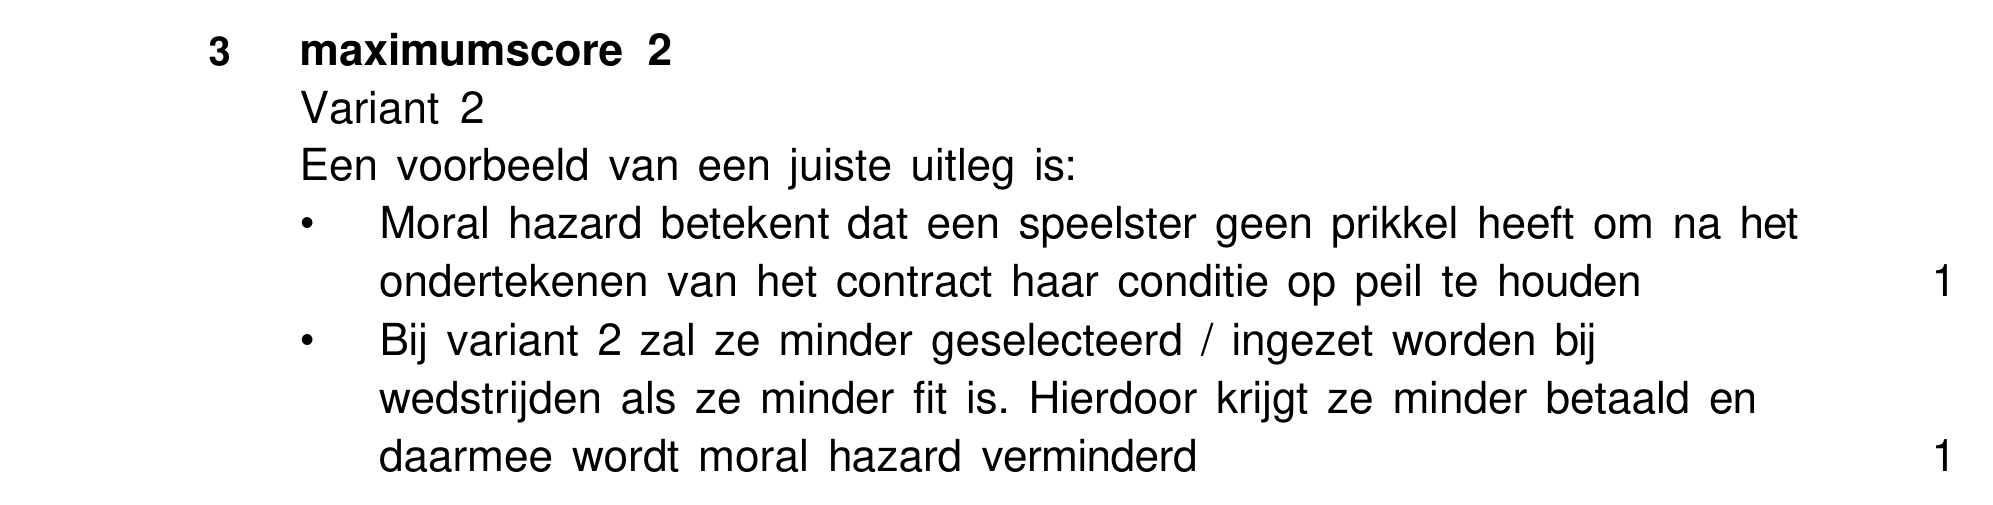 3 maximumscore 2
Variant 2
Een voorbeeld van een juiste uitleg is:
• Moral hazard betekent dat een speelster geen prikkel heeft om na het
ondertekenen van het contract haar conditie op peil te houden 1
• Bij variant 2 zal ze minder geselecteerd / ingezet worden bij
wedstrijden als ze minder fit is. Hierdoor krijgt ze minder betaald en
daarmee wordt moral hazard verminderd 1